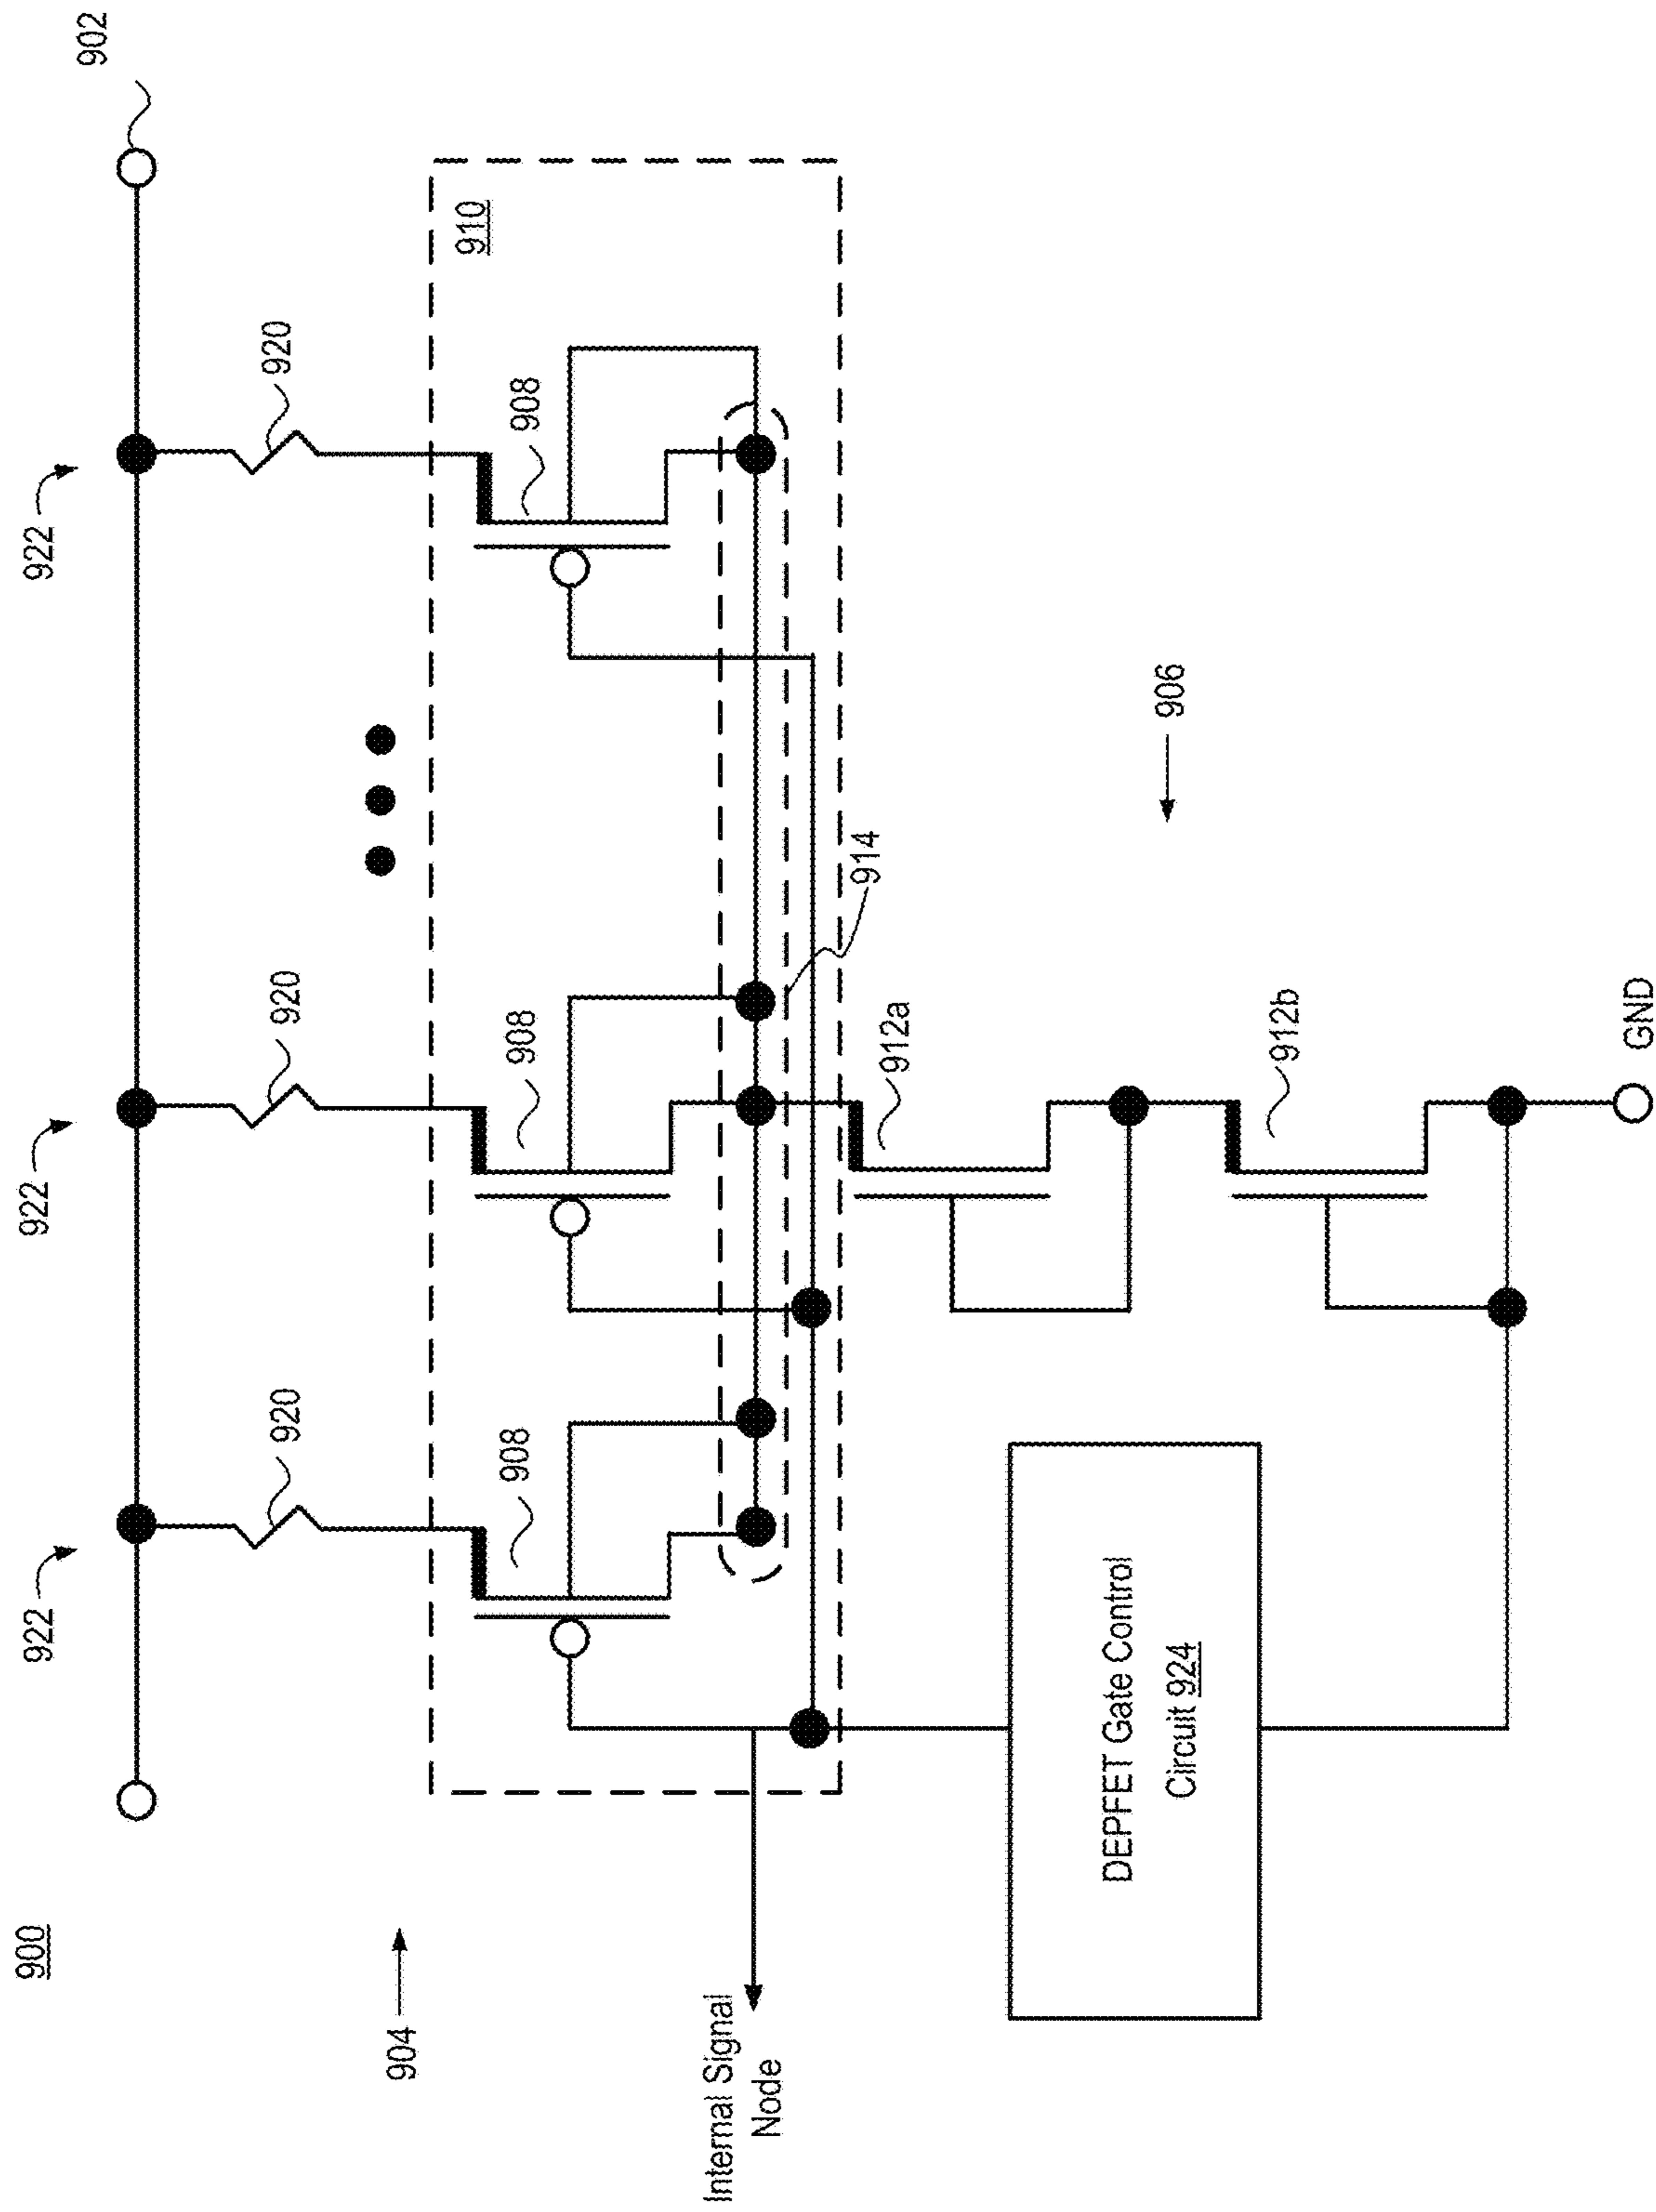 900
922
922
922
902
920
920
920
904
910
908
908
908
Internal Signal
Node
914
912a
906
DEPFET Gate Control
Circuit 924
912b
GND